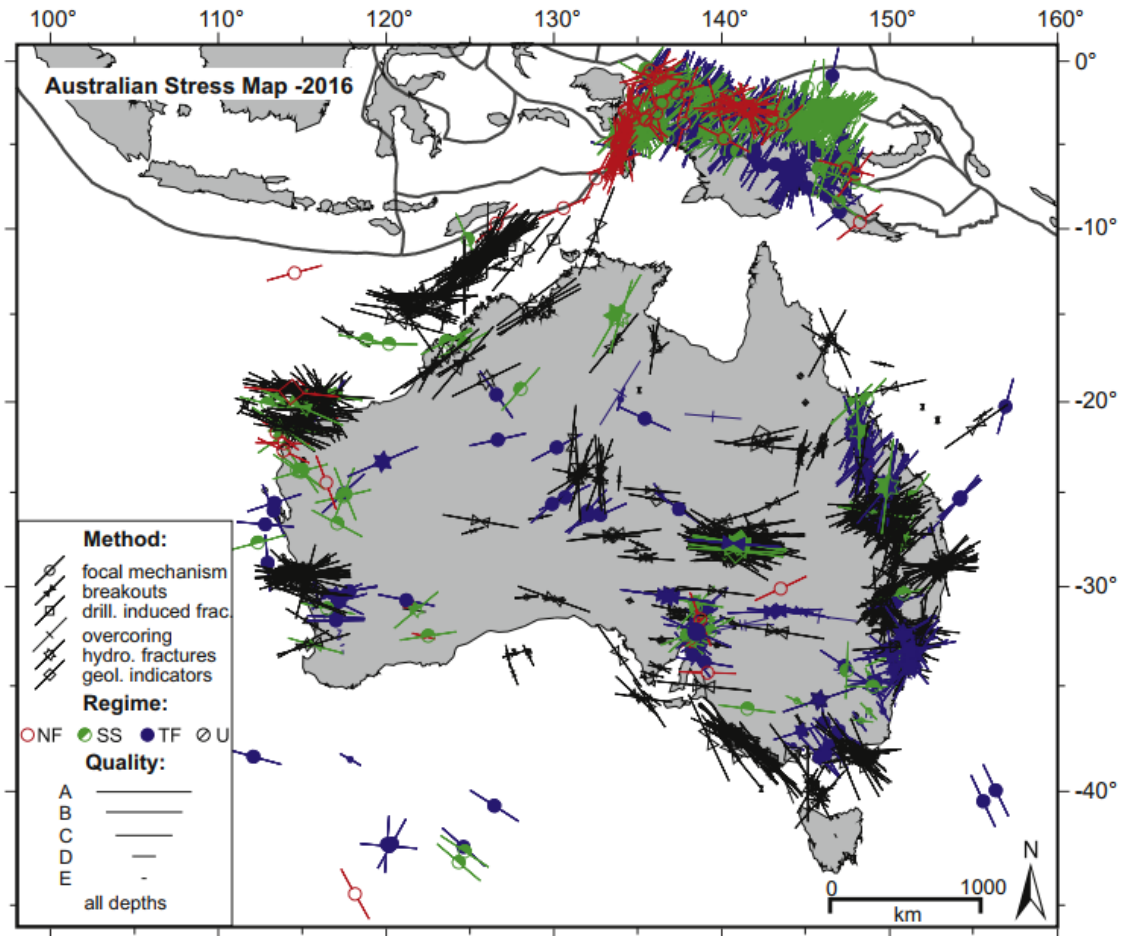 100° 110° 120° 130° 140° 150° 160°
Australian Stress Map -2016
0°
-10°
-20°
-30°
-40°
Method:
focal mechanism
breakouts
drill. induced frac.
overcoring
hydro. fractures
geol. indicators
Regime:
NF SS TF U
Quality:
A
B
C
D
E
all depths
N
0 1000
km